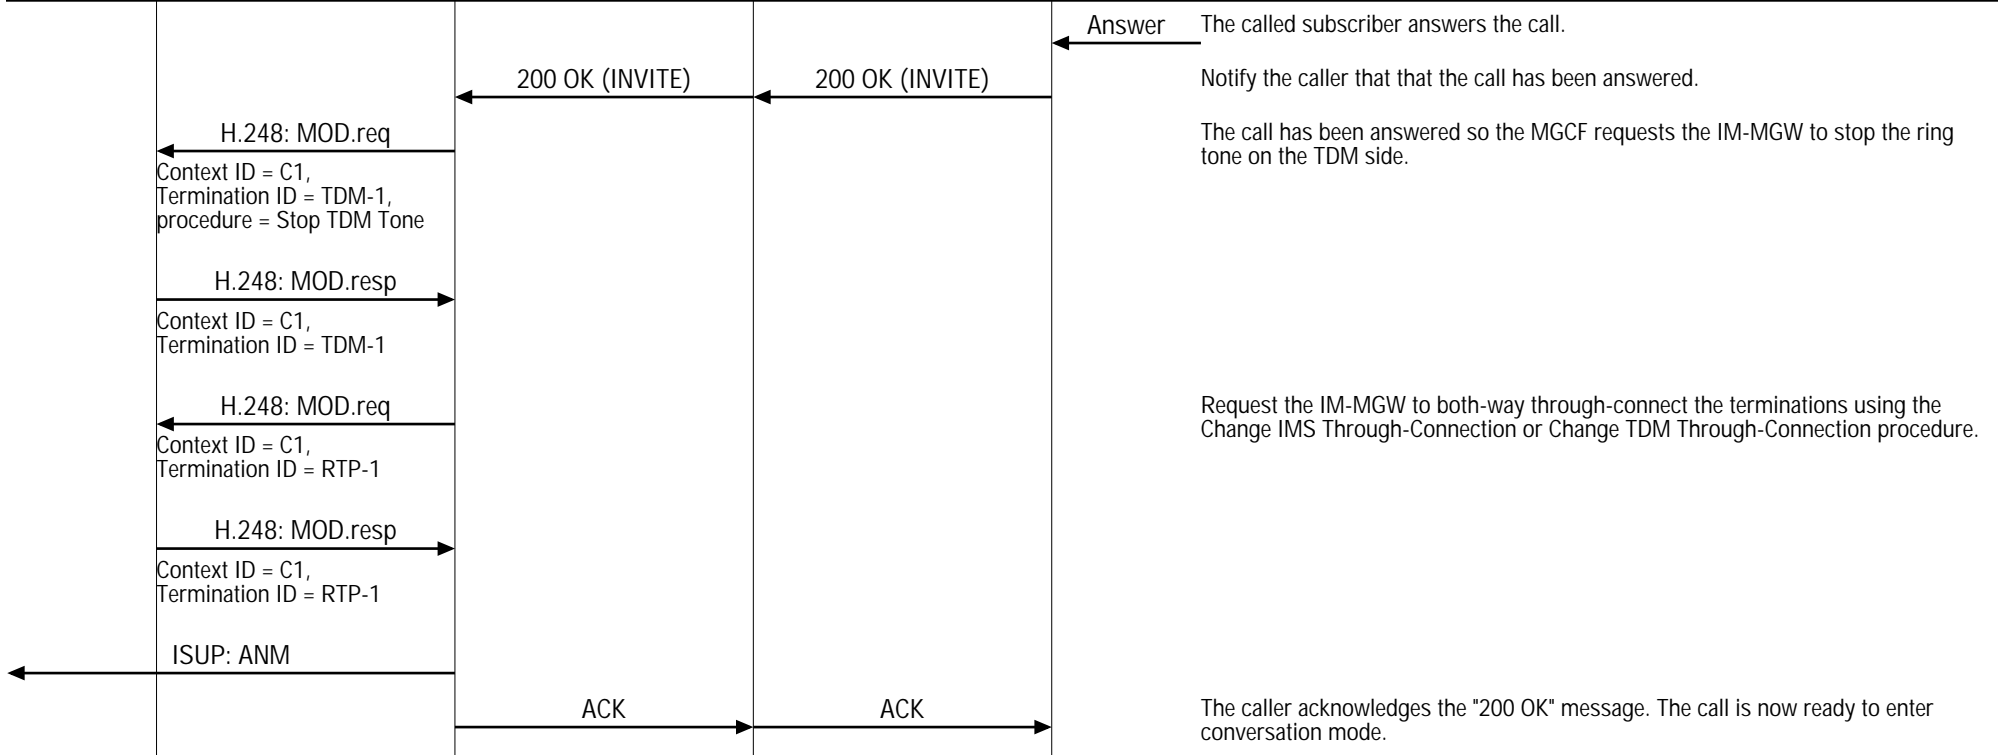 Answer
The called subscriber answers the call.
200 OK (INVITE)
200 OK (INVITE)
Notify the caller that that the call has been answered.
H.248: MOD.req
The call has been answered so the MGCF requests the IM-MGW to stop the ring
tone on the TDM side.
Context ID = C1,
Termination ID = TDM-1,
procedure = Stop TDM Tone
H.248: MOD.resp
Context ID = C1,
Termination ID = TDM-1
H.248: MOD.req
Request the IM-MGW to both-way through-connect the terminations using the
Change IMS Through-Connection or Change TDM Through-Connection procedure.
Context ID = C1,
Termination ID = RTP-1
H.248: MOD.resp
Context ID = C1,
Termination ID = RTP-1
ISUP: ANM
ACK
ACK
The caller acknowledges the "200 OK" message. The call is now ready to enter
conversation mode.